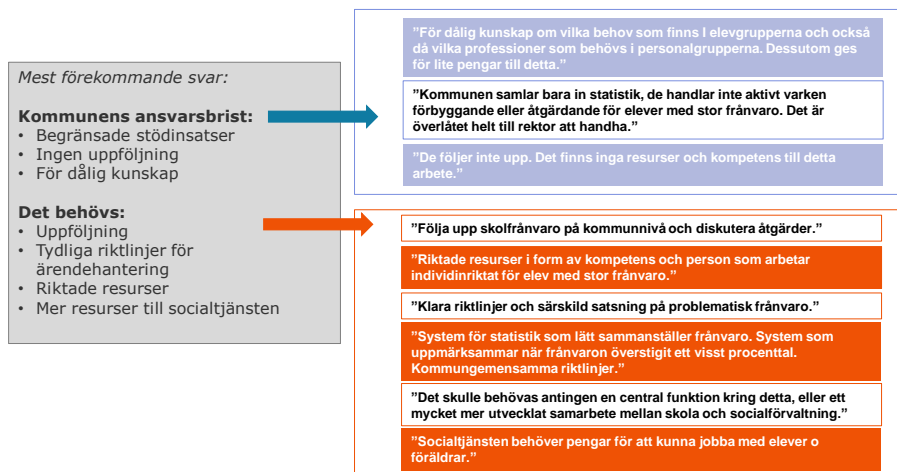 Mest förekommande svar:
Kommunens ansvarsbrist:
• Begränsade stödinsatser
• Ingen uppföljning
• För dålig kunskap
Det behövs:
• Uppföljning
• Tydliga riktlinjer för
ärendehantering
• Riktade resurser
• Mer resurser till socialtjänsten
”För dålig kunskap om vilka behov som finns I elevgrupperna och också
då vilka professioner som behövs i personalgrupperna. Dessutom ges
för lite pengar till detta.”
”Kommunen samlar bara in statistik, de handlar inte aktivt varken
förbyggande eller åtgärdande för elever med stor frånvaro. Det är
överlåtet helt till rektor att handha.”
”De följer inte upp. Det finns inga resurser och kompetens till detta
arbete.”
”Följa upp skolfrånvaro på kommunnivå och diskutera åtgärder.”
”Riktade resurser i form av kompetens och person som arbetar
individinriktat för elev med stor frånvaro.”
”Klara riktlinjer och särskild satsning på problematisk frånvaro.”
”System för statistik som lätt sammanställer frånvaro. System som
uppmärksammar när frånvaron överstigit ett visst procenttal.
Kommungemensamma riktlinjer.”
”Det skulle behövas antingen en central funktion kring detta, eller ett
mycket mer utvecklat samarbete mellan skola och socialförvaltning.”
”Socialtjänsten behöver pengar för att kunna jobba med elever o
föräldrar.”